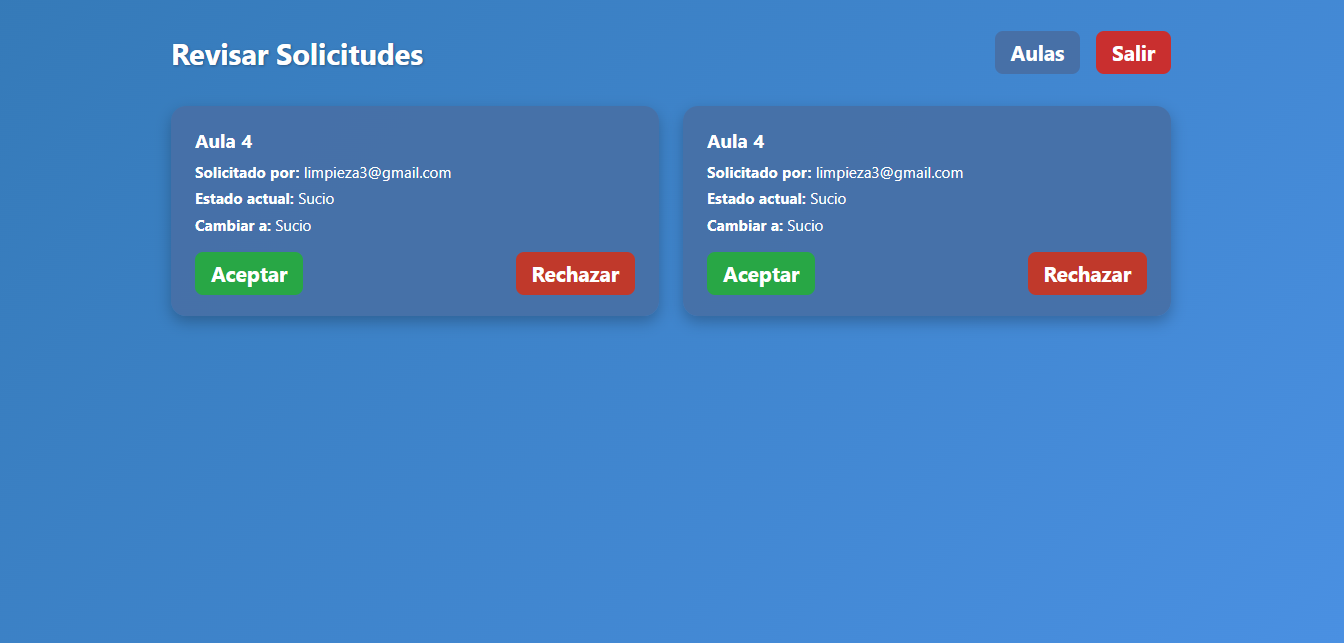 Revisar Solicitudes
Aulas
Salir
Aula 4
Solicitado por: limpieza3@gmail.com
Estado actual: Sucio
Cambiar a: Sucio
Aceptar
Rechazar
Aula 4
Solicitado por: limpieza3@gmail.com
Estado actual: Sucio
Cambiar a: Sucio
Aceptar
Rechazar